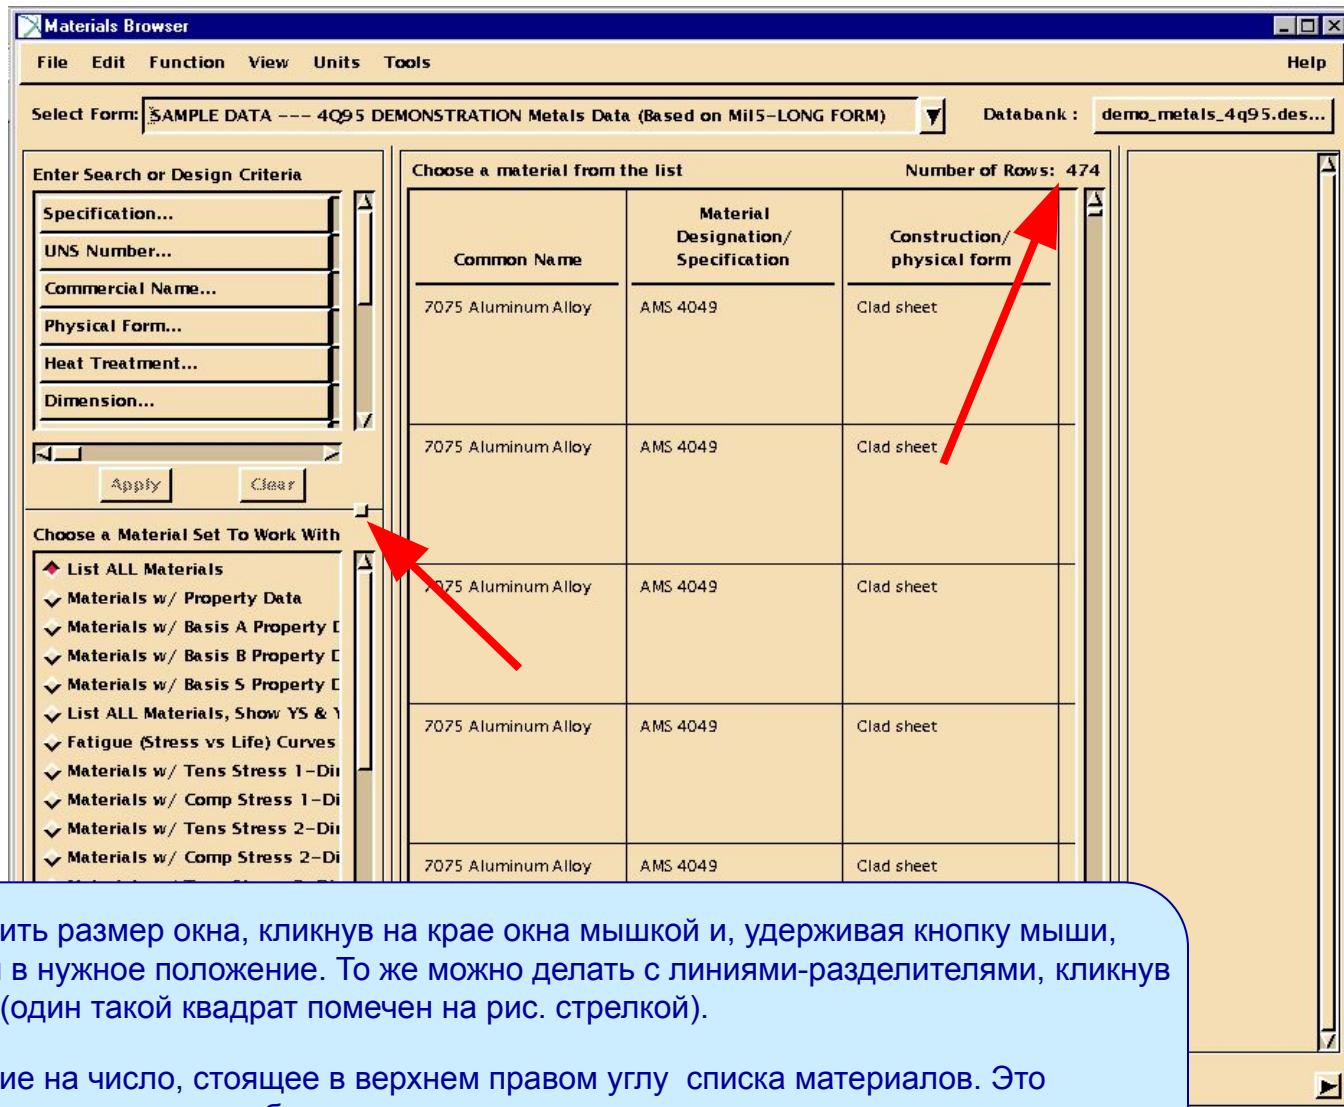 Materials Browser
File Edit Function View Units Tools Help
Select Form: SAMPLE DATA --- 4Q95 DEMONSTRATION Metals Data (Based on Mil5-LONG FORM) Databank : demo_metals_4q95.des...
Enter Search or Design Criteria
Specification...
UNS Number...
Commercial Name...
Physical Form...
Heat Treatment...
Dimension...
Apply Clear
Choose a Material Set To Work With
List ALL Materials
Materials w/ Property Data
Materials w/ Basis A Property
Materials w/ Basis B Property
Materials w/ Basis S Property
List ALL Materials, Show YS &
Fatigue (Stress vs Life) Curves
Materials w/ Tens Stress 1-Di
Materials w/ Comp Stress 1-Di
Materials w/ Tens Stress 2-Di
Materials w/ Comp Stress 2-Di
Choose a material from the list Number of Rows: 474
Common Name
Material Designation/ Specification
Construction/ physical form
7075 Aluminum Alloy AMS 4049 Clad sheet
7075 Aluminum Alloy AMS 4049 Clad sheet
7075 Aluminum Alloy AMS 4049 Clad sheet
7075 Aluminum Alloy AMS 4049 Clad sheet
7075 Aluminum Alloy AMS 4049 Clad sheet
ить размер окна, кликнув на крае окна мышкой и, удерживая кнопку мыши,
в нужное положение. То же можно делать с линиями-разделителями, кликнув
(один такой квадрат помечен на рис. стрелкой).
ие на число, стоящее в верхнем правом углу списка материалов. Это